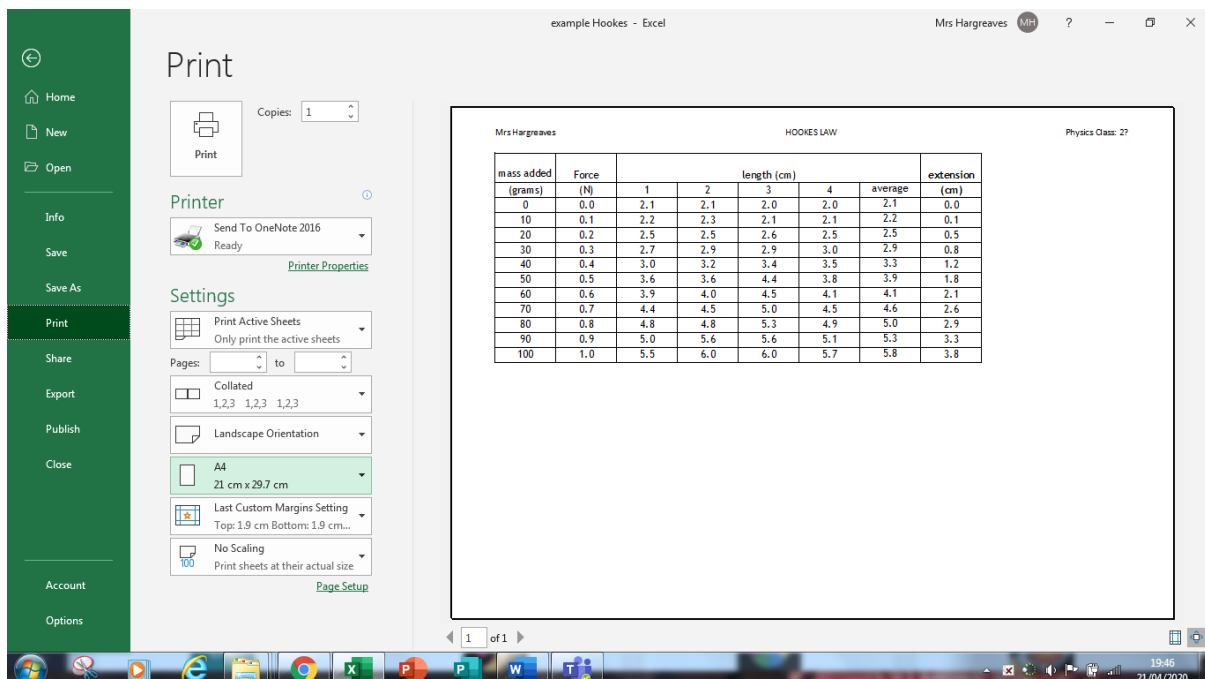 example Hookes - Excel
Mrs Hargreaves MH ?
Print
Home
New
Open
Info
Save
Save As
Print
Share
Export
Publish
Close
Account
Options
Copies: 1
Print
Printer
Send To OneNote 2016
Ready
Printer Properties
Settings
Print Active Sheets
Only print the active sheets
Pages: to
Collated
1,2,3 1,2,3 1,2,3
Landscape Orientation
A4
21 cm x 29.7 cm
Last Custom Margins Setting
Top: 1.9 cm Bottom: 1.9 cm...
No Scaling
100 Print sheets at their actual size
Page Setup
Mrs Hargreaves HOOKES LAW Physics Class: 2?
mass added Force length (cm) extension
(grams) (N) 1 2 3 4 average (cm)
0 0.0 2.1 2.1 2.0 2.0 2.1 0.0
10 0.1 2.2 2.3 2.1 2.1 2.2 0.1
20 0.2 2.5 2.5 2.6 2.5 2.5 0.5
30 0.3 2.7 2.9 2.9 3.0 2.9 0.8
40 0.4 3.0 3.2 3.4 3.5 3.3 1.2
50 0.5 3.6 3.6 4.4 3.8 3.9 1.8
60 0.6 3.9 4.0 4.5 4.1 4.1 2.1
70 0.7 4.4 4.5 5.0 4.5 4.6 2.6
80 0.8 4.8 4.8 5.3 4.9 5.0 2.9
90 0.9 5.0 5.6 5.6 5.1 5.3 3.3
100 1.0 5.5 6.0 6.0 5.7 5.8 3.8
1 of 1
19:46
21/04/2020